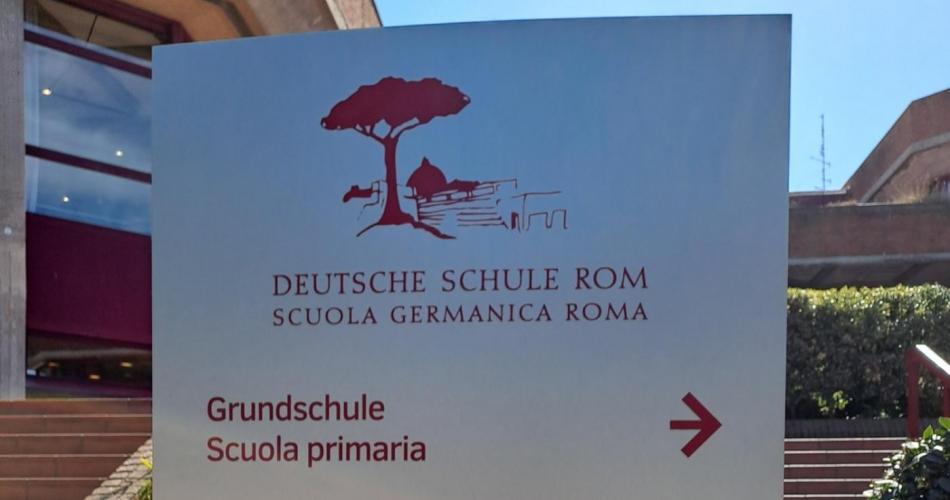 DEUTSCHE SCHULE ROM
SCUOLA GERMANICA ROMA
Grundschule
Scuola primaria